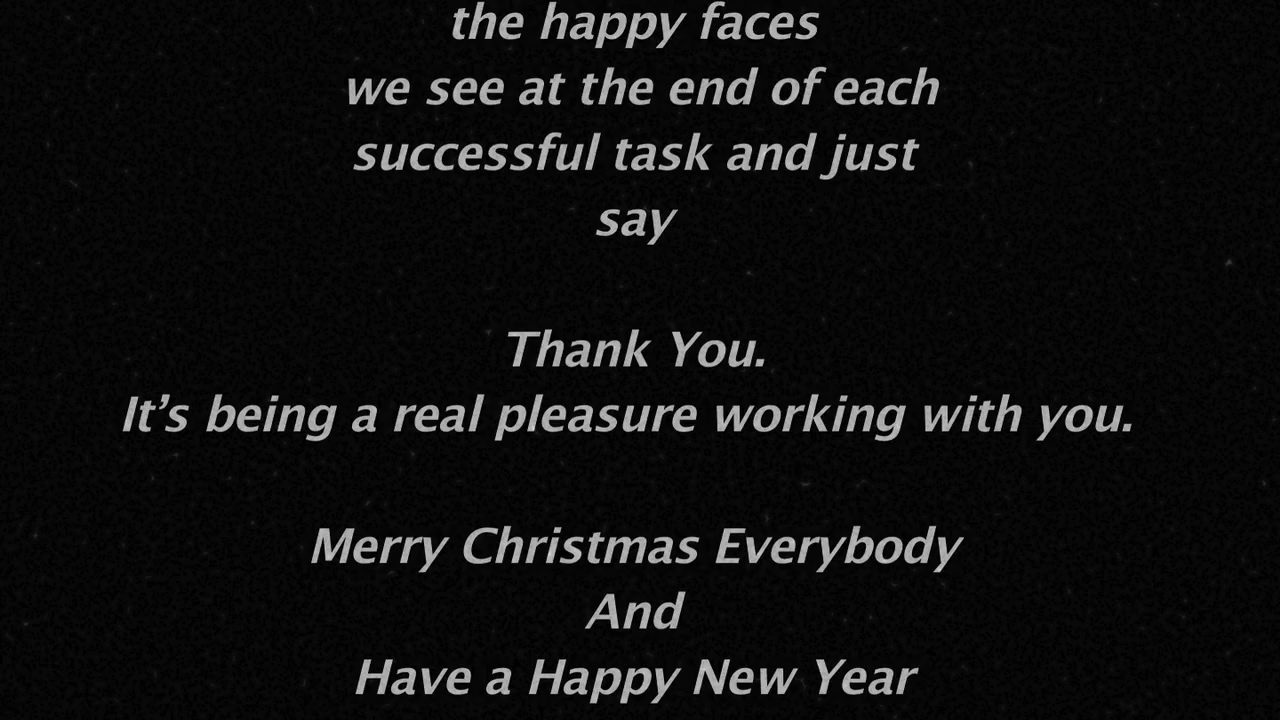 the happy faces
we see at the end of each
successful task and just
say
Thank You.
It’s being a real pleasure working with you.
Merry Christmas Everybody
And
Have a Happy New Year